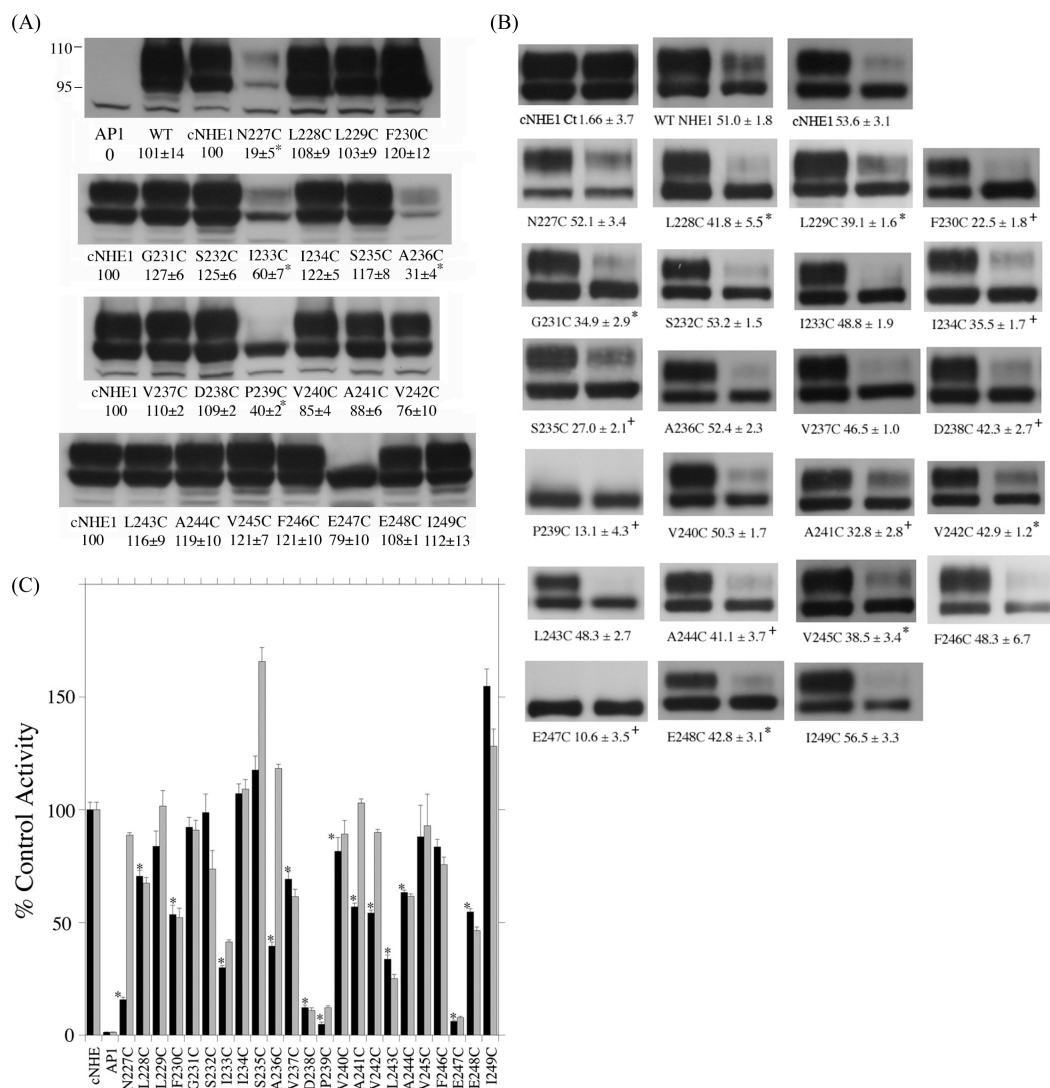 (A)
110
95
AP1 WT cNHE1 N227C L228C L229C F230C
0 101±14 100 19±5* 108±9 103±9 120±12
cNHE1 G231C S232C I233C I234C S235C A236C
100 127±6 125±6 60±7* 122±5 117±8 31±4*
cNHE1 V237C D238C P239C V240C A241C V242C
100 110±2 109±2 40±2* 85±4 88±6 76±10
cNHE1 L243C A244C V245C F246C E247C E248C I249C
100 116±9 119±10 121±7 121±10 79±10 108±1 112±13
(B)
cNHE1 Ct 1.66 ± 3.7 WT NHE1 51.0 ± 1.8 cNHE1 53.6 ± 3.1
N227C 52.1 ± 3.4 L228C 41.8 ± 5.5* L229C 39.1 ± 1.6* F230C 22.5 ± 1.8+
G231C 34.9 ± 2.9* S232C 53.2 ± 1.5 I233C 48.8 ± 1.9 I234C 35.5 ± 1.7+
S235C 27.0 ± 2.1+ A236C 52.4 ± 2.3 V237C 46.5 ± 1.0 D238C 42.3 ± 2.7+
P239C 13.1 ± 4.3+ V240C 50.3 ± 1.7 A241C 32.8 ± 2.8+ V242C 42.9 ± 1.2*
L243C 48.3 ± 2.7 A244C 41.1 ± 3.7+ V245C 38.5 ± 3.4* F246C 48.3 ± 6.7
E247C 10.6 ± 3.5+ E248C 42.8 ± 3.1* I249C 56.5 ± 3.3
(C)
% Control Activity
150
100
50
0
* * * * * * * * * * * * * * *
cNHE AP1 N227C L228C L229C F230C G231C S232C I233C I234C S235C A236C V237C D238C P239C V240C A241C V242C L243C A244C V245C F246C E247C E248C I249C